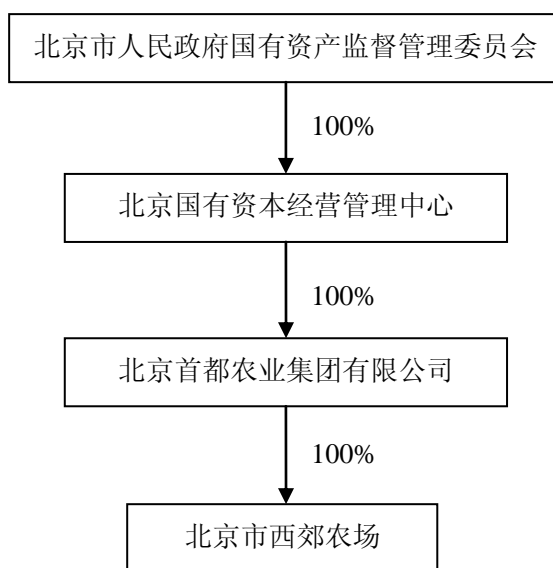 北京市人民政府国有资产监督管理委员会
100%
北京国有资本经营管理中心
100%
北京首都农业集团有限公司
100%
北京市西郊农场